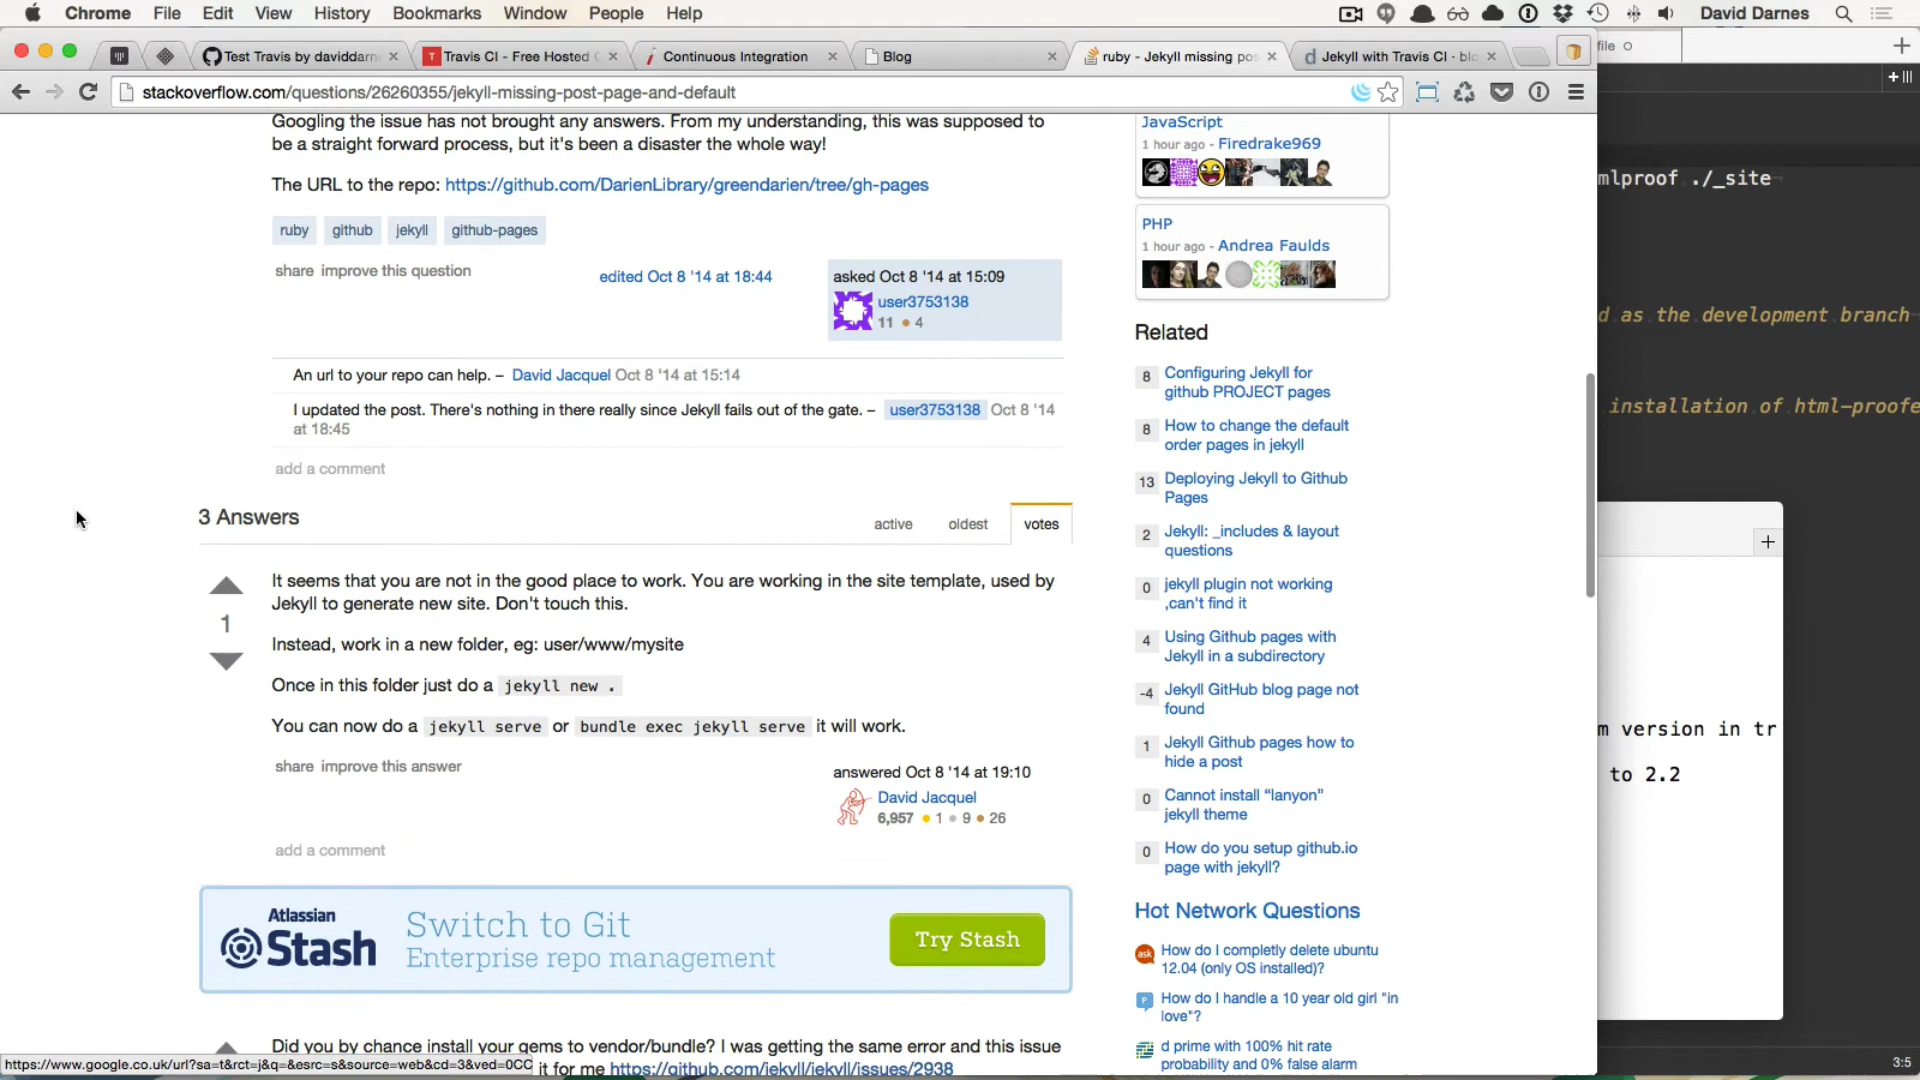 Chrome File Edit View History Bookmarks Window People Help David Darnes
Test Travis by daviddarn
Travis CI - Free Hosted
Continuous Integration
Blog
ruby - Jekyll missing pos
Jekyll with Travis CI · blo
file
stackoverflow.com/questions/26260355/jekyll-missing-post-page-and-default
Googling the issue has not brought any answers. From my understanding, this was supposed to
be a straight forward process, but it's been a disaster the whole way!
The URL to the repo: https://github.com/DarienLibrary/greendarien/tree/gh-pages
ruby github jekyll github-pages
share improve this question
edited Oct 8 '14 at 18:44
asked Oct 8 '14 at 15:09
user3753138
11 4
An url to your repo can help. – David Jacquel Oct 8 '14 at 15:14
I updated the post. There's nothing in there really since Jekyll fails out of the gate. – user3753138 Oct 8 '14
at 18:45
add a comment
3 Answers
active oldest votes
1
It seems that you are not in the good place to work. You are working in the site template, used by
Jekyll to generate new site. Don't touch this.
Instead, work in a new folder, eg: user/www/mysite
Once in this folder just do a jekyll new .
You can now do a jekyll serve or bundle exec jekyll serve it will work.
share improve this answer
answered Oct 8 '14 at 19:10
David Jacquel
6,957 1 9 26
add a comment
Atlassian
Stash
Switch to Git
Enterprise repo management
Try Stash
Did you by chance install your gems to vendor/bundle? I was getting the same error and this issue
it for me https://github.com/jekyll/jekyll/issues/2938
https://www.google.co.uk/url?sa=t&rct=j&q=&esrc=s&source=web&cd=3&ved=0CC
JavaScript
1 hour ago - Firedrake969
PHP
1 hour ago - Andrea Faulds
Related
8 Configuring Jekyll for
github PROJECT pages
8 How to change the default
order pages in jekyll
13 Deploying Jekyll to Github
Pages
2 Jekyll: _includes & layout
questions
0 jekyll plugin not working
,can't find it
4 Using Github pages with
Jekyll in a subdirectory
-4 Jekyll GitHub blog page not
found
1 Jekyll Github pages how to
hide a post
0 Cannot install “lanyon”
jekyll theme
0 How do you setup github.io
page with jekyll?
Hot Network Questions
ask How do I completly delete ubuntu
12.04 (only OS installed)?
How do I handle a 10 year old girl "in
love"?
d prime with 100% hit rate
probability and 0% false alarm
mlproof ./_site
d as the development branch
installation of html-proofe
m version in tr
to 2.2
3:5